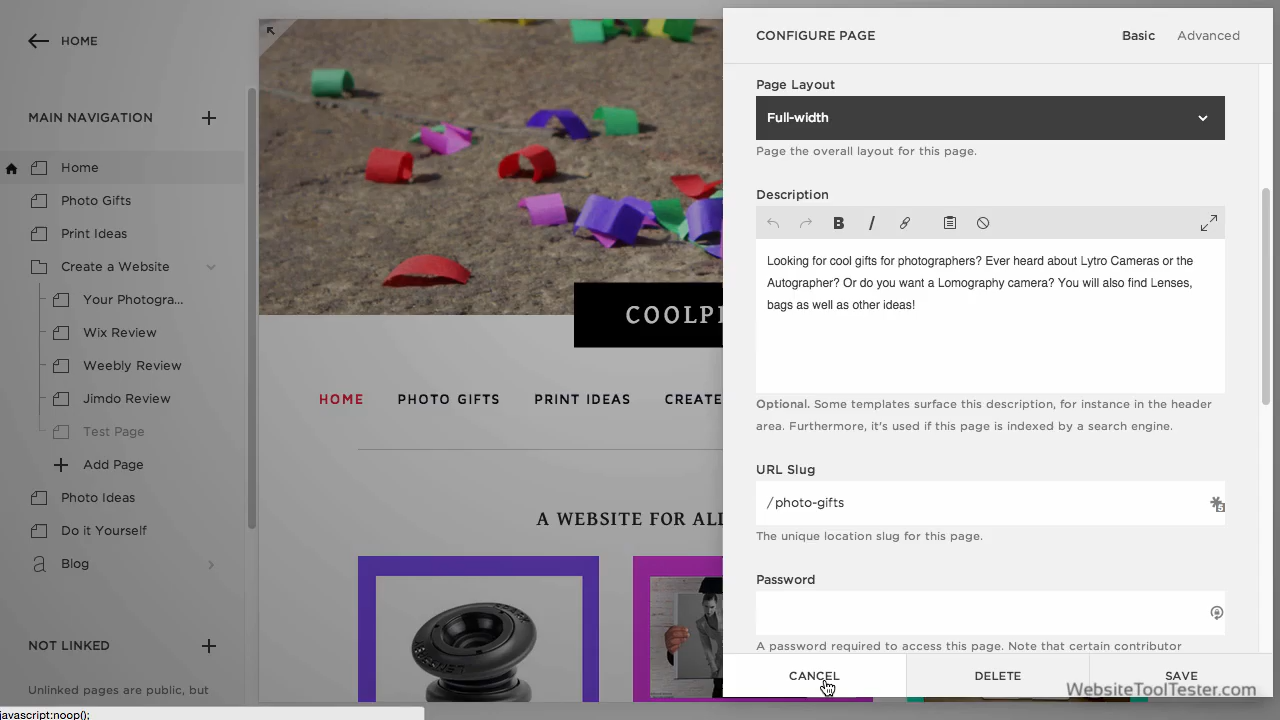 HOME
MAIN NAVIGATION
Home
Photo Gifts
Print Ideas
Create a Website
Your Photogra...
Wix Review
Weebly Review
Jimdo Review
Test Page
Add Page
Photo Ideas
Do it Yourself
Blog
NOT LINKED
Unlinked pages are public, but
javascript:noop();
COOLP
HOME PHOTO GIFTS PRINT IDEAS CREATE
A WEBSITE FOR ALL
CONFIGURE PAGE
Basic Advanced
Page Layout
Full-width
Page the overall layout for this page.
Description
B I
Looking for cool gifts for photographers? Ever heard about Lytro Cameras or the
Autographer? Or do you want a Lomography camera? You will also find Lenses,
bags as well as other ideas!
Optional. Some templates surface this description, for instance in the header
area. Furthermore, it's used if this page is indexed by a search engine.
URL Slug
/photo-gifts
The unique location slug for this page.
Password
A password required to access this page. Note that certain contributor
CANCEL DELETE SAVE
WebsiteToolTester.com